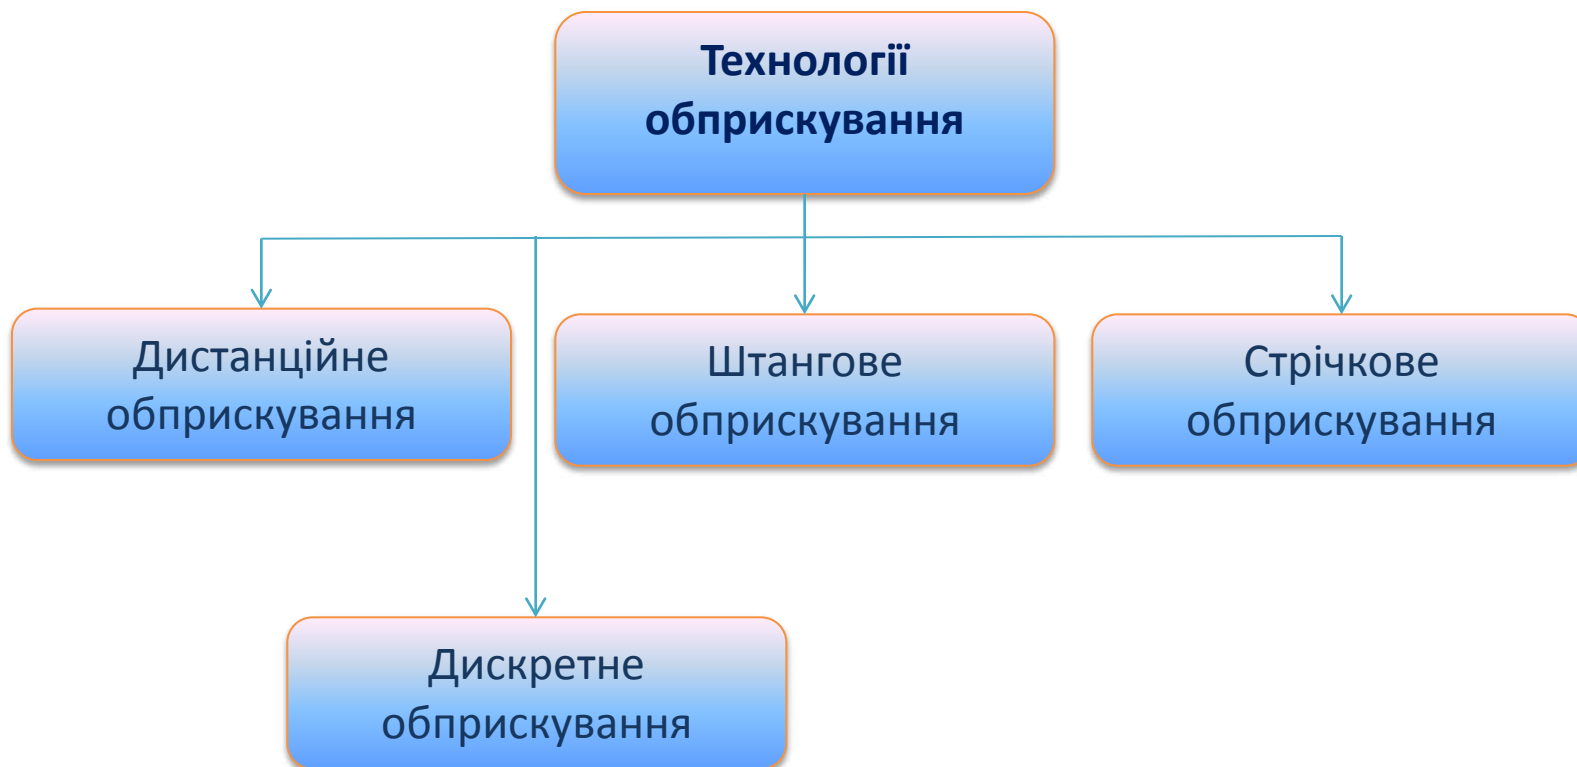 Технології
обприскування
Дистанційне
обприскування
Штангове
обприскування
Стрічкове
обприскування
Дискретне
обприскування